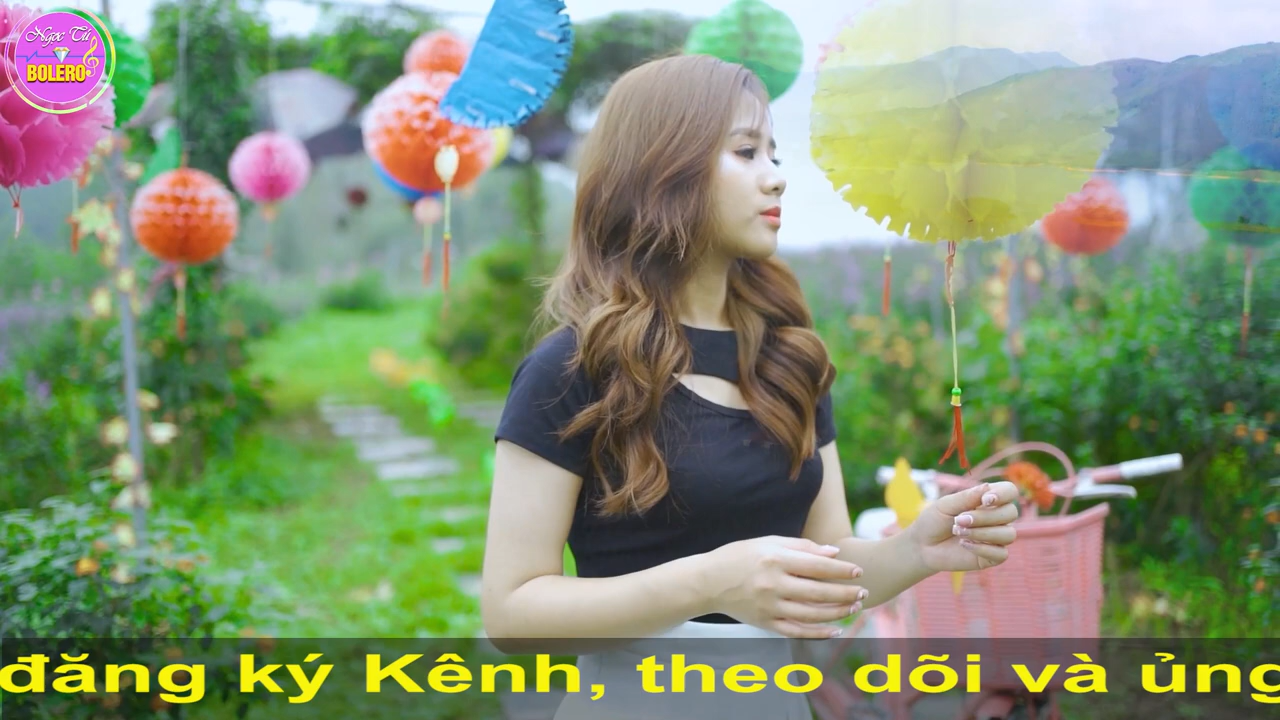 Ngọc Tú
BOLERO
đăng ký Kênh, theo dõi và ủng